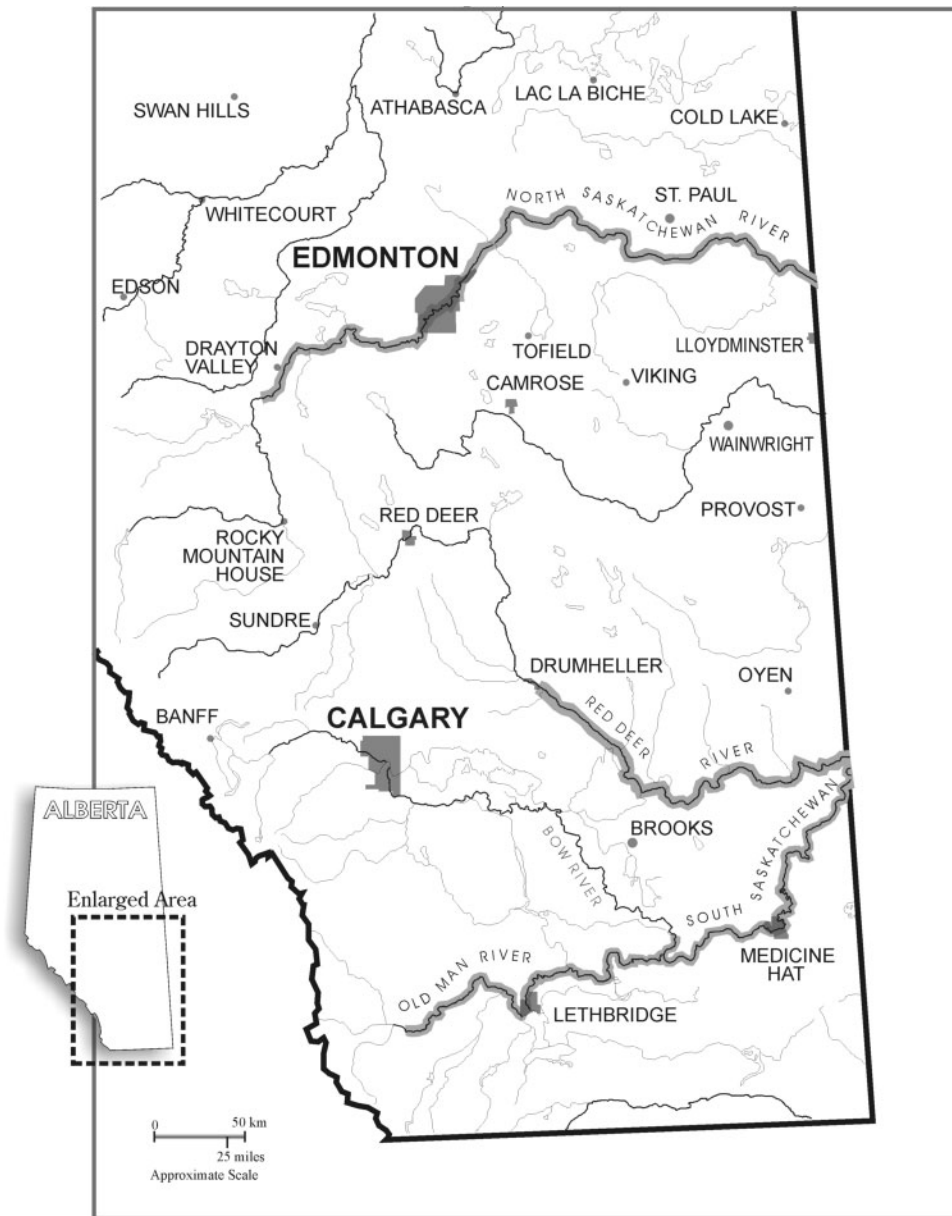 SWAN HILLS
ATHABASCA
LAC LA BICHE
COLD LAKE
WHITECOURT
NORTH SASKATCHEWAN RIVER
ST. PAUL
EDMONTON
EDSON
DRAYTON
VALLEY
TOFIELD
LLOYDMINSTER
CAMROSE
VIKING
WAINWRIGHT
PROVOST
RED DEER
ROCKY
MOUNTAIN
HOUSE
SUNDRE
DRUMHELLER
OYEN
BANFF
CALGARY
RED DEER RIVER
BROOKS
BOW RIVER
SOUTH SASKATCHEWAN
MEDICINE
HAT
OLD MAN RIVER
LETHBRIDGE
ALBERTA
Enlarged Area
0 50 km
25 miles
Approximate Scale